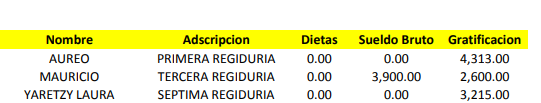 Nombre Adscripcion Dietas Sueldo Bruto Gratificacion
AUREO PRIMERA REGIDURIA 0.00 0.00 4,313.00
MAURICIO TERCERA REGIDURIA 0.00 3,900.00 2,600.00
YARETZY LAURA SEPTIMA REGIDURIA 0.00 0.00 3,215.00